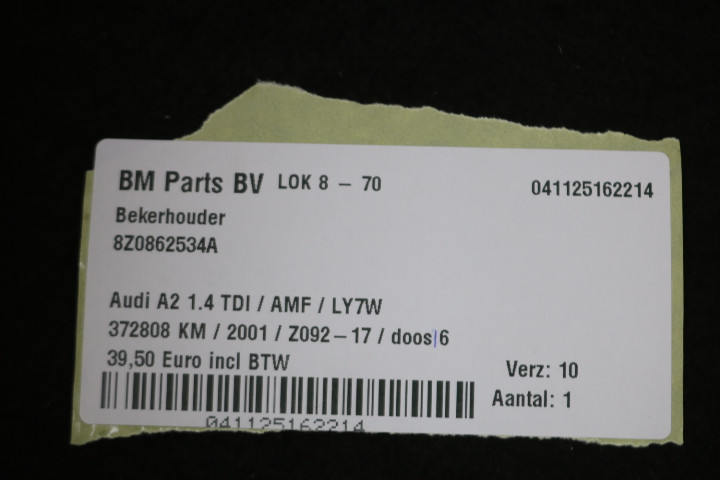 BM Parts BV LOK 8 - 70 041125162214
Bekerhouder
8Z0862534A
Audi A2 1.4 TDI / AMF / LY7W
372808 KM / 2001 / Z092-17 / doos 6
39,50 Euro incl BTW
Verz: 10
Aantal: 1
041125162214